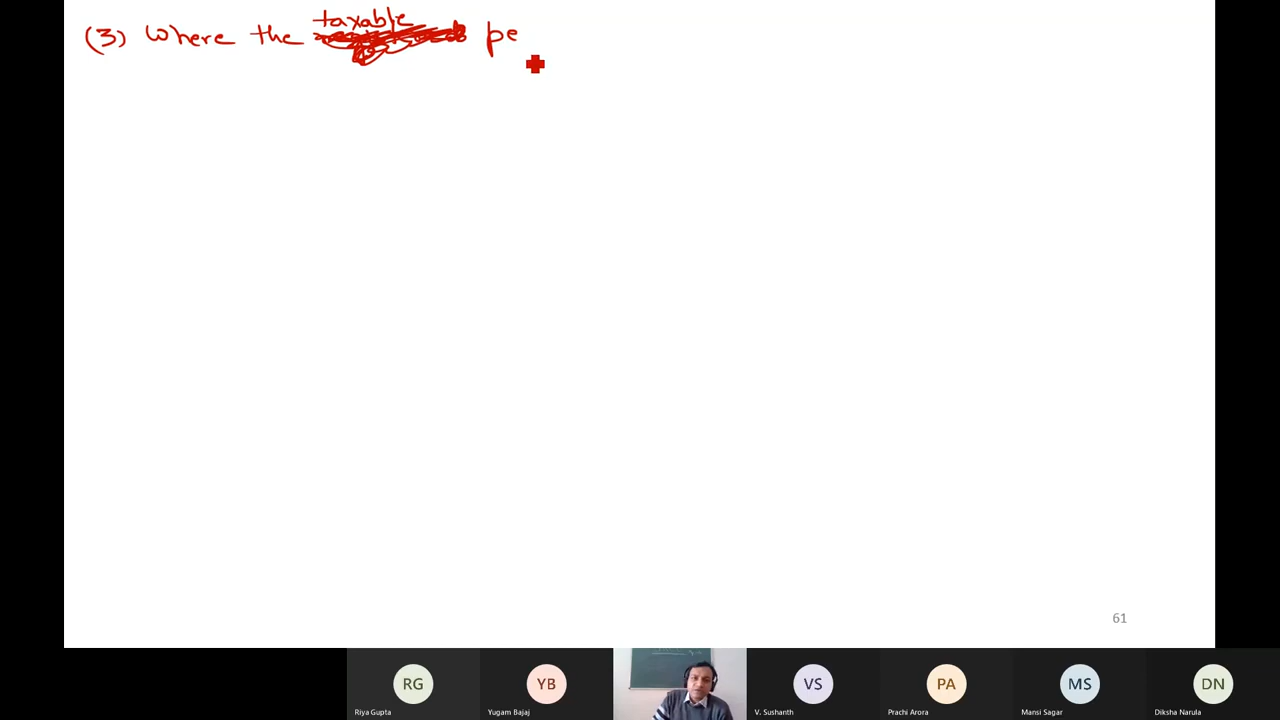 taxable
(3) Where the pe
61
RG
YB
VS
PA
MS
DN
Riya Gupta
Yugam Bajaj
V. Sushanth
Prachi Arora
Mansi Sagar
Diksha Narula